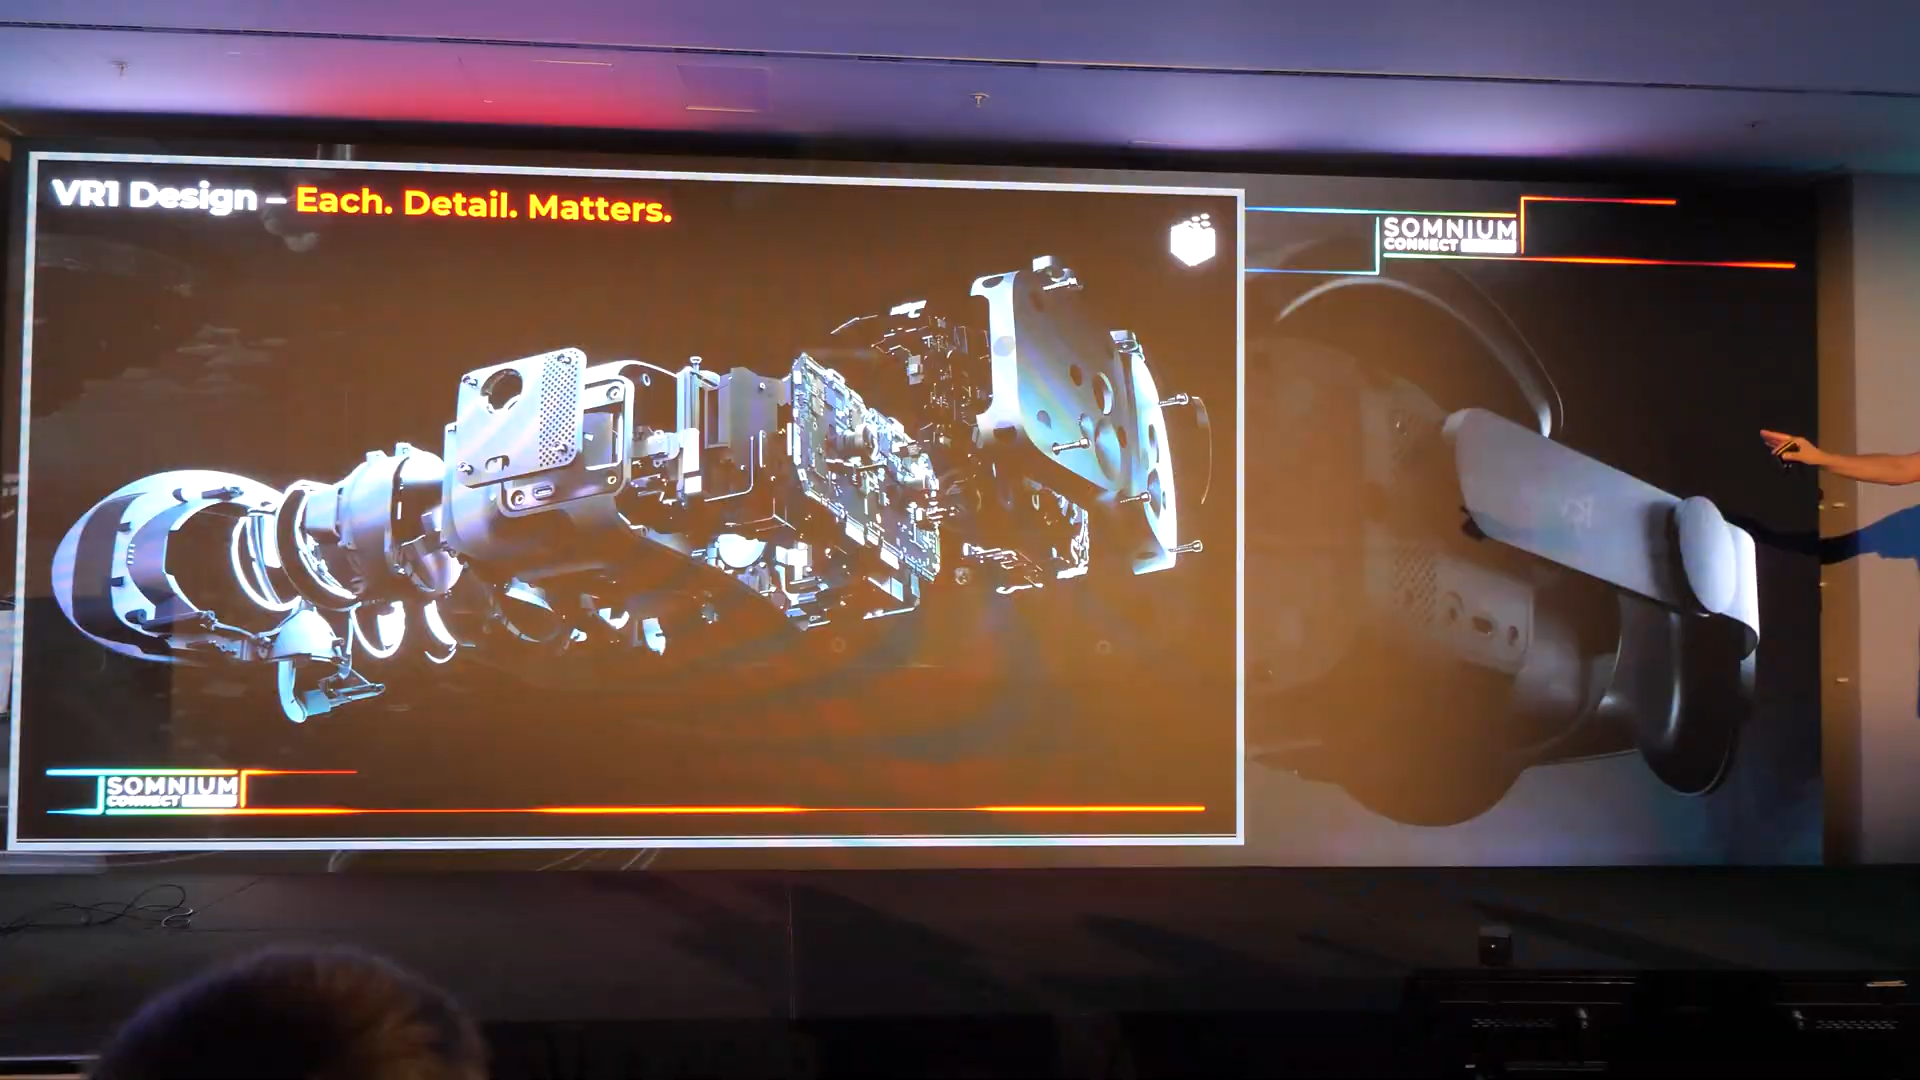 VR1 Design – Each. Detail. Matters.
SOMNIUM
CONNECT
SOMNIUM
CONNECT